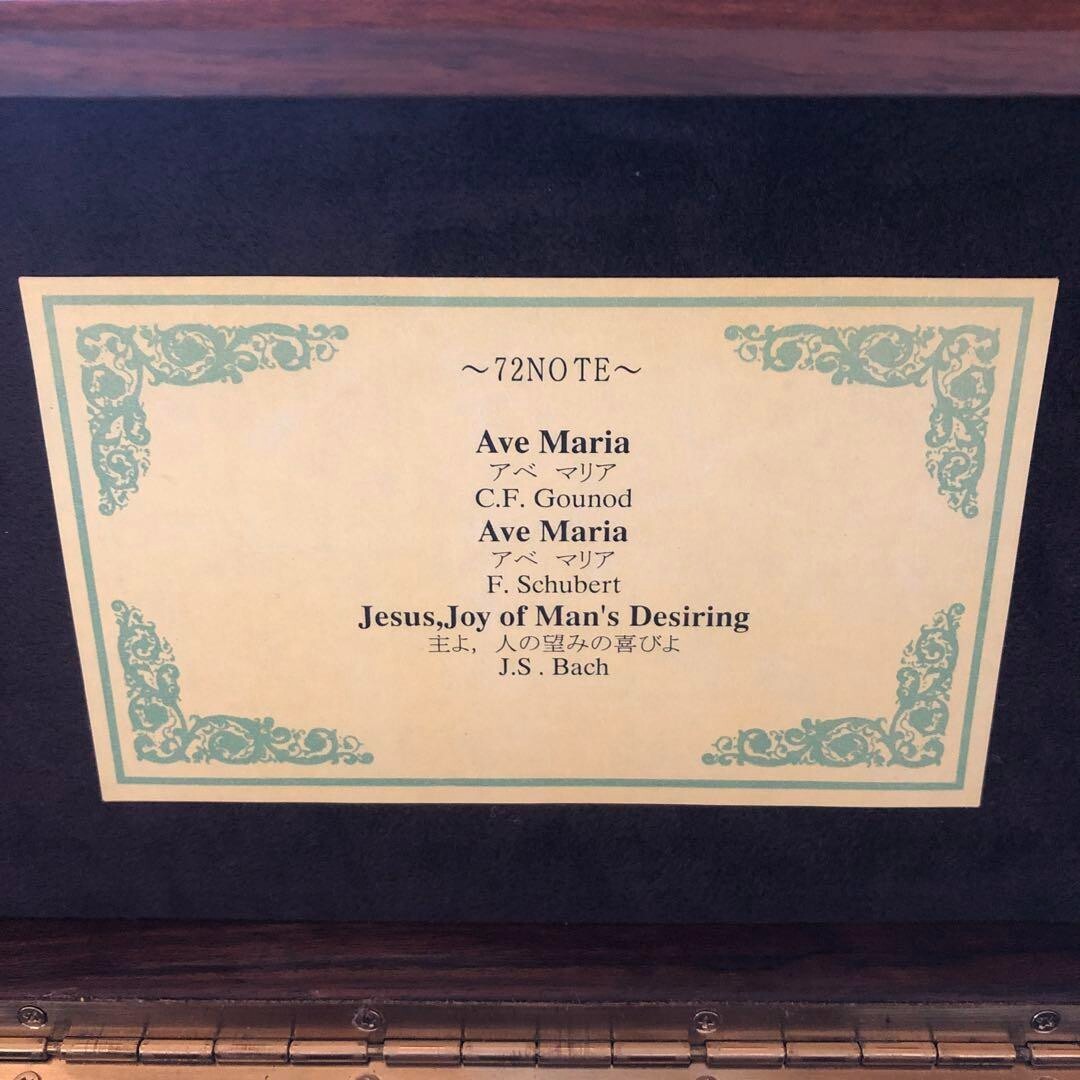 ～72NOTE～
Ave Maria
アベ　マリア
C.F. Gounod
Ave Maria
アベ　マリア
F. Schubert
Jesus,Joy of Man's Desiring
主よ，人の望みの喜びよ
J.S . Bach